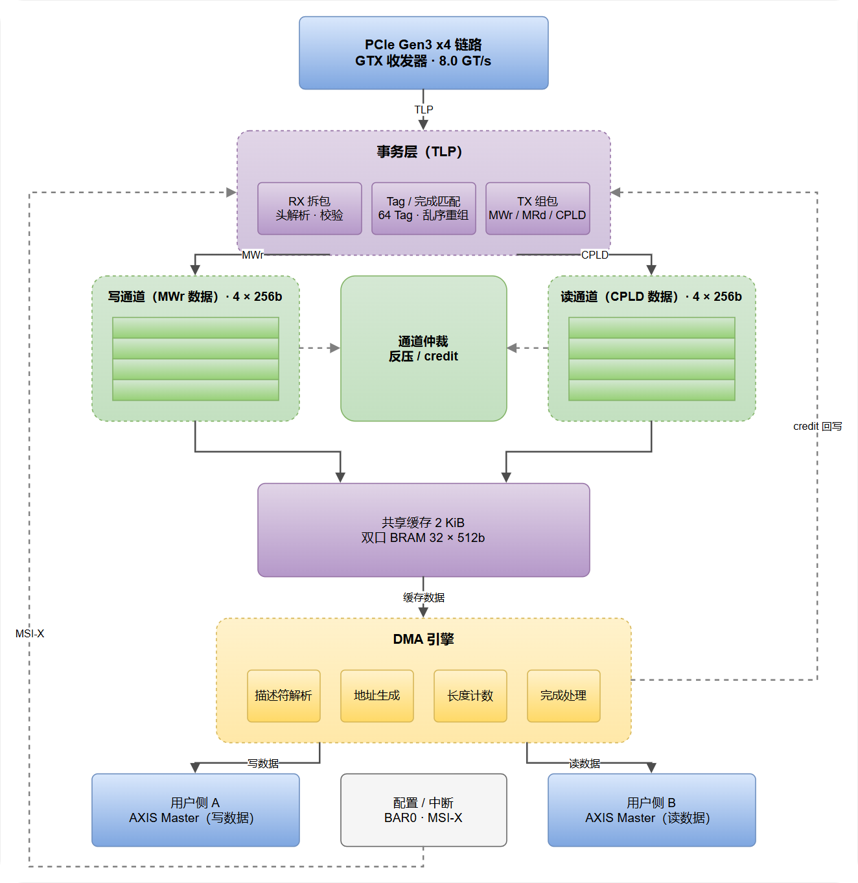 PCIe Gen3 x4 链路
GTX 收发器 · 8.0 GT/s
TLP
事务层（TLP）
RX 拆包
头解析 · 校验
Tag / 完成匹配
64 Tag · 乱序重组
TX 组包
MWr / MRd / CPLD
MWr
CPLD
写通道（MWr 数据）· 4 × 256b
通道仲裁
反压 / credit
读通道（CPLD 数据）· 4 × 256b
credit 回写
共享缓存 2 KiB
双口 BRAM 32 × 512b
缓存数据
MSI-X
DMA 引擎
描述符解析
地址生成
长度计数
完成处理
写数据
读数据
用户侧 A
AXIS Master（写数据）
配置 / 中断
BAR0 · MSI-X
用户侧 B
AXIS Master（读数据）